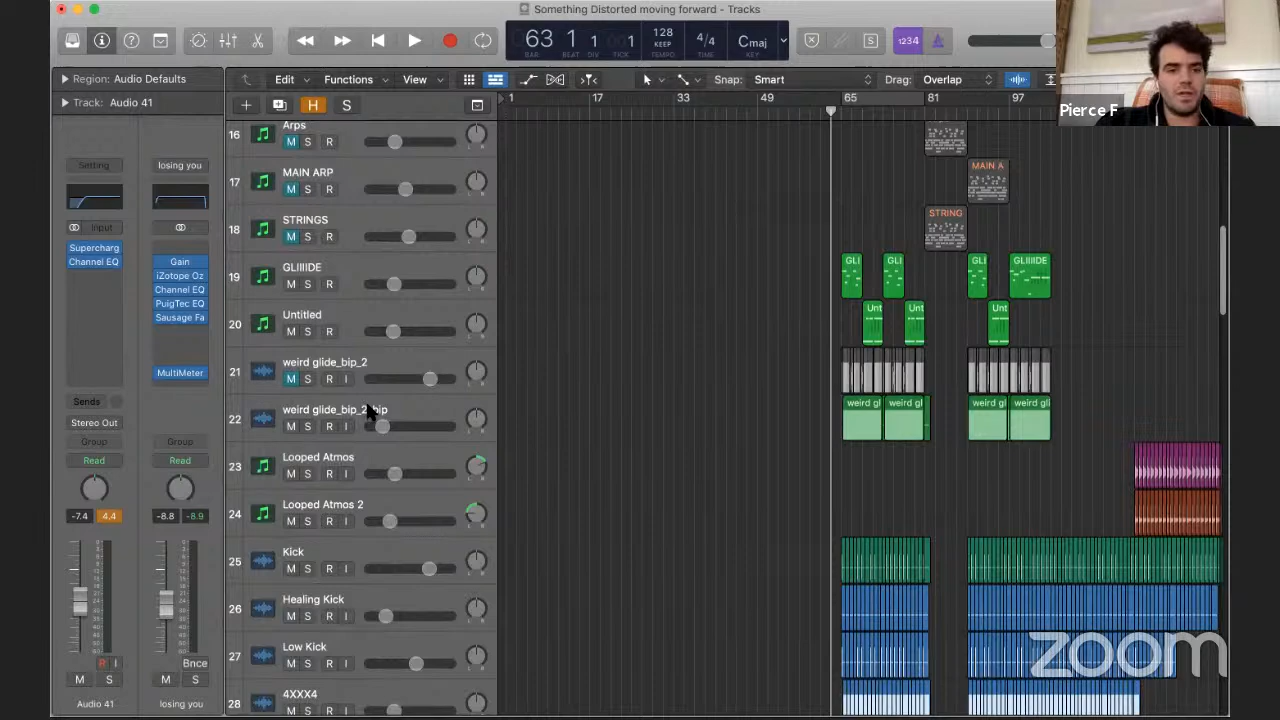 Something Distorted moving forward - Tracks
63 1 1 1
BAR BEAT DIV TICK
128
KEEP
TEMPO
4/4
TIME
Cmaj
KEY
1234
Pierce F
Region: Audio Defaults
Track: Audio 41
Edit Functions View Snap: Smart Drag: Overlap
H S
1 17 33 49 65 81 97
Setting losing you
Input
Supercharg
Channel EQ
Gain
iZotope Oz
Channel EQ
PuigTec EQ
Sausage Fa
MultiMeter
Sends
Stereo Out
Group Group
Read Read
-7.4 4.4 -8.8 -8.9
R I Bnce
M S M S
Audio 41 losing you
16 Arps
M S R
17 MAIN ARP
M S R
MAIN A
18 STRINGS
M S R
STRING
19 GLIIIIDE
M S R
GLI GLI GLI GLIIIIDE
20 Untitled
M S R
Unt Unt Unt
21 weird glide_bip_2
M S R I
22 weird glide_bip_2_bip
M S R I
weird gl weird gl weird gl weird gl
23 Looped Atmos
M S R I
24 Looped Atmos 2
M S R I
25 Kick
M S R I
26 Healing Kick
M S R I
27 Low Kick
M S R I
28 4XXX4
M S R I
zoom